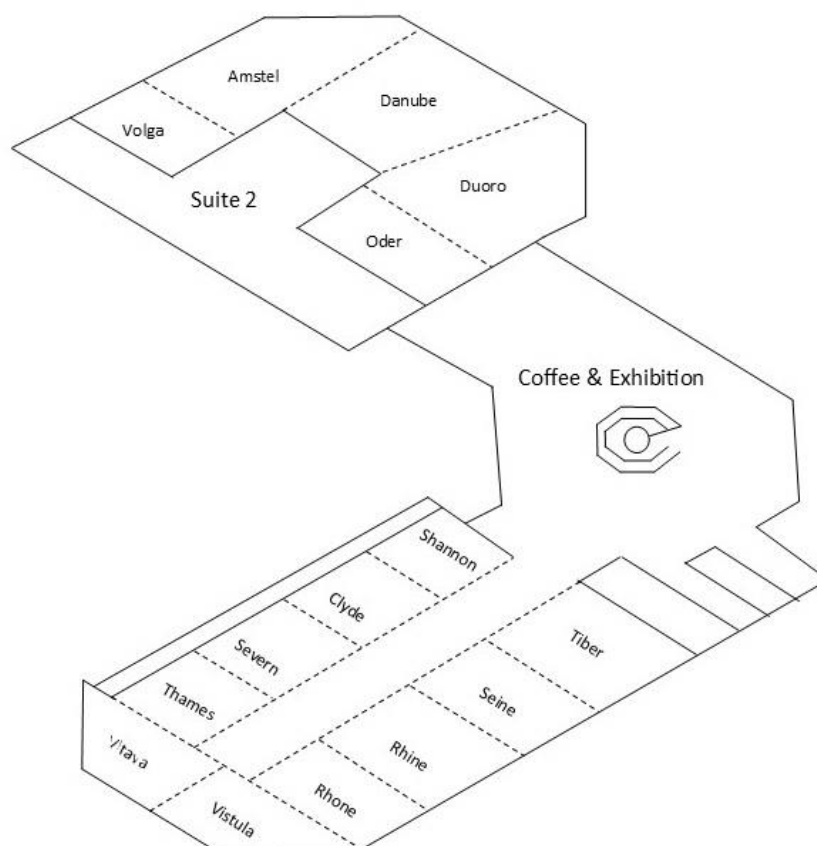 Amstel
Danube
Volga
Duoro
Suite 2
Oder
Coffee & Exhibition
Shannon
Clyde
Severn
Thames
Tiber
Seine
Rhine
Rhone
Vltava
Vistula